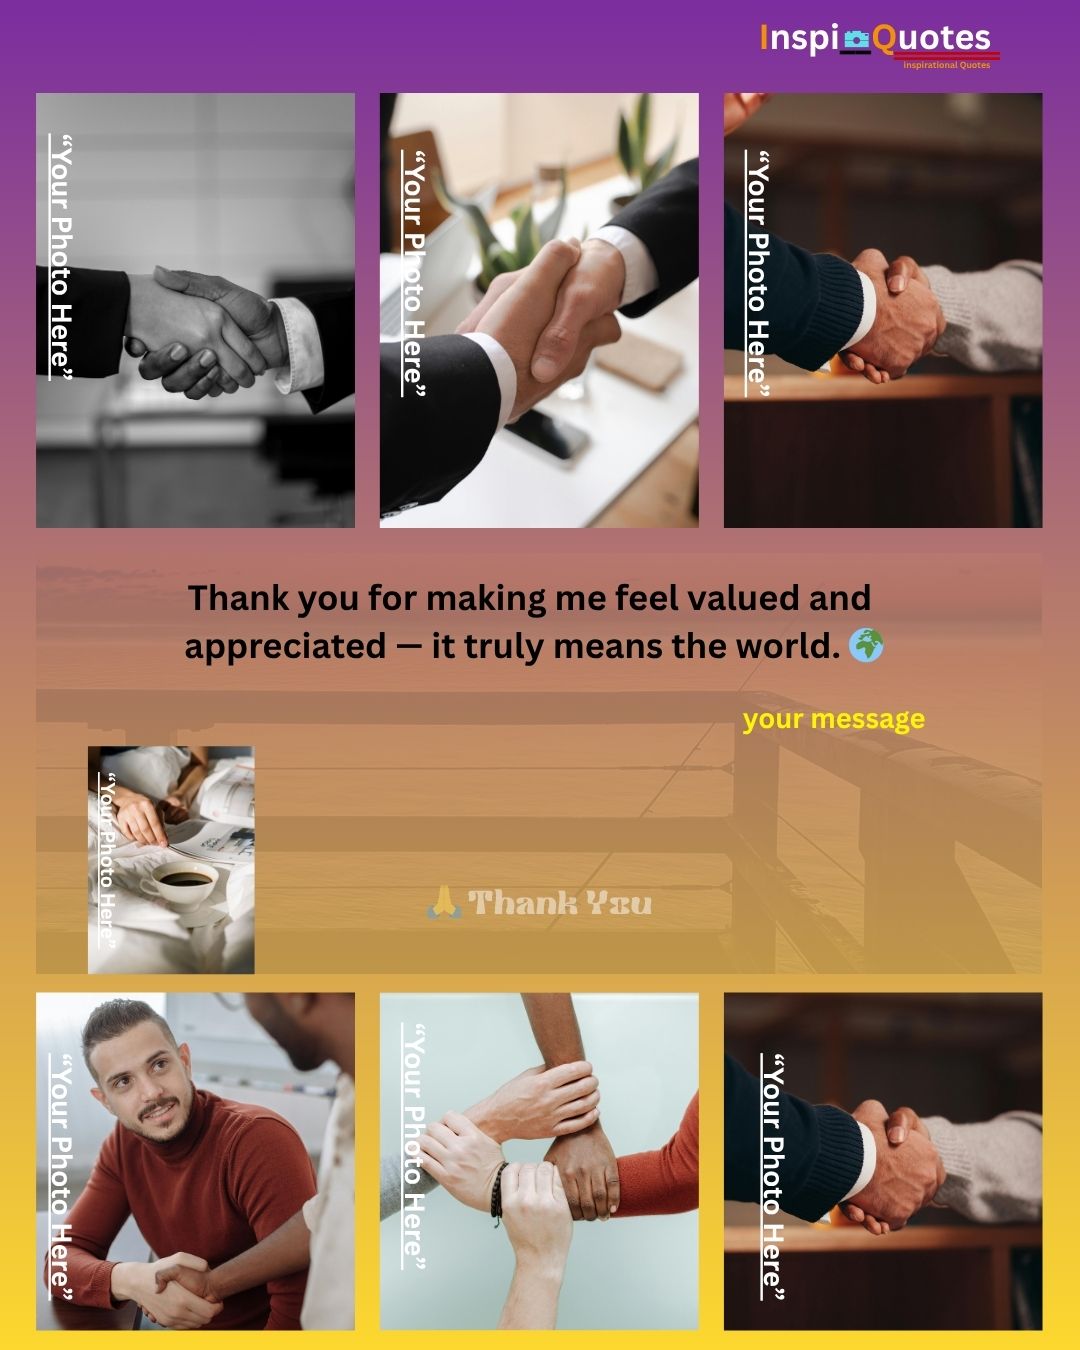 Inspi📷Quotes
inspirational Quotes
“Your Photo Here”
“Your Photo Here”
“Your Photo Here”
Thank you for making me feel valued and
appreciated — it truly means the world. 🌍
your message
“Your Photo Here”
🙏 Thank You
“Your Photo Here”
“Your Photo Here”
“Your Photo Here”